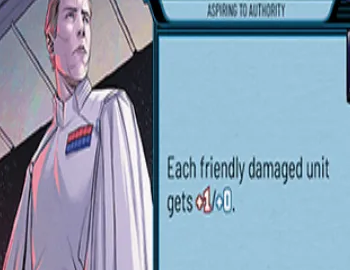 ASPIRING TO AUTHORITY
Each friendly damaged unit
gets +1/+0.